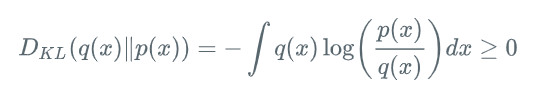 $D_{KL}(q(x)\|p(x)) = -\int q(x)\log\left(\frac{p(x)}{q(x)}\right)dx \geq 0$